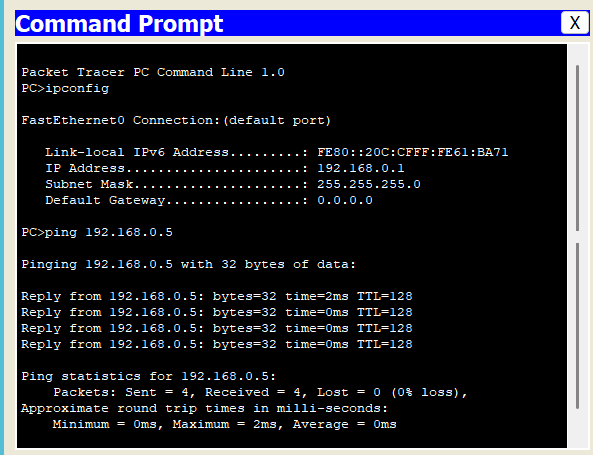 Command Prompt
X
Packet Tracer PC Command Line 1.0
PC>ipconfig
FastEthernet0 Connection:(default port)
Link-local IPv6 Address.........: FE80::20C:CFFF:FE61:BA71
IP Address......................: 192.168.0.1
Subnet Mask.....................: 255.255.255.0
Default Gateway.................: 0.0.0.0
PC>ping 192.168.0.5
Pinging 192.168.0.5 with 32 bytes of data:
Reply from 192.168.0.5: bytes=32 time=2ms TTL=128
Reply from 192.168.0.5: bytes=32 time=0ms TTL=128
Reply from 192.168.0.5: bytes=32 time=0ms TTL=128
Reply from 192.168.0.5: bytes=32 time=0ms TTL=128
Ping statistics for 192.168.0.5:
Packets: Sent = 4, Received = 4, Lost = 0 (0% loss),
Approximate round trip times in milli-seconds:
Minimum = 0ms, Maximum = 2ms, Average = 0ms